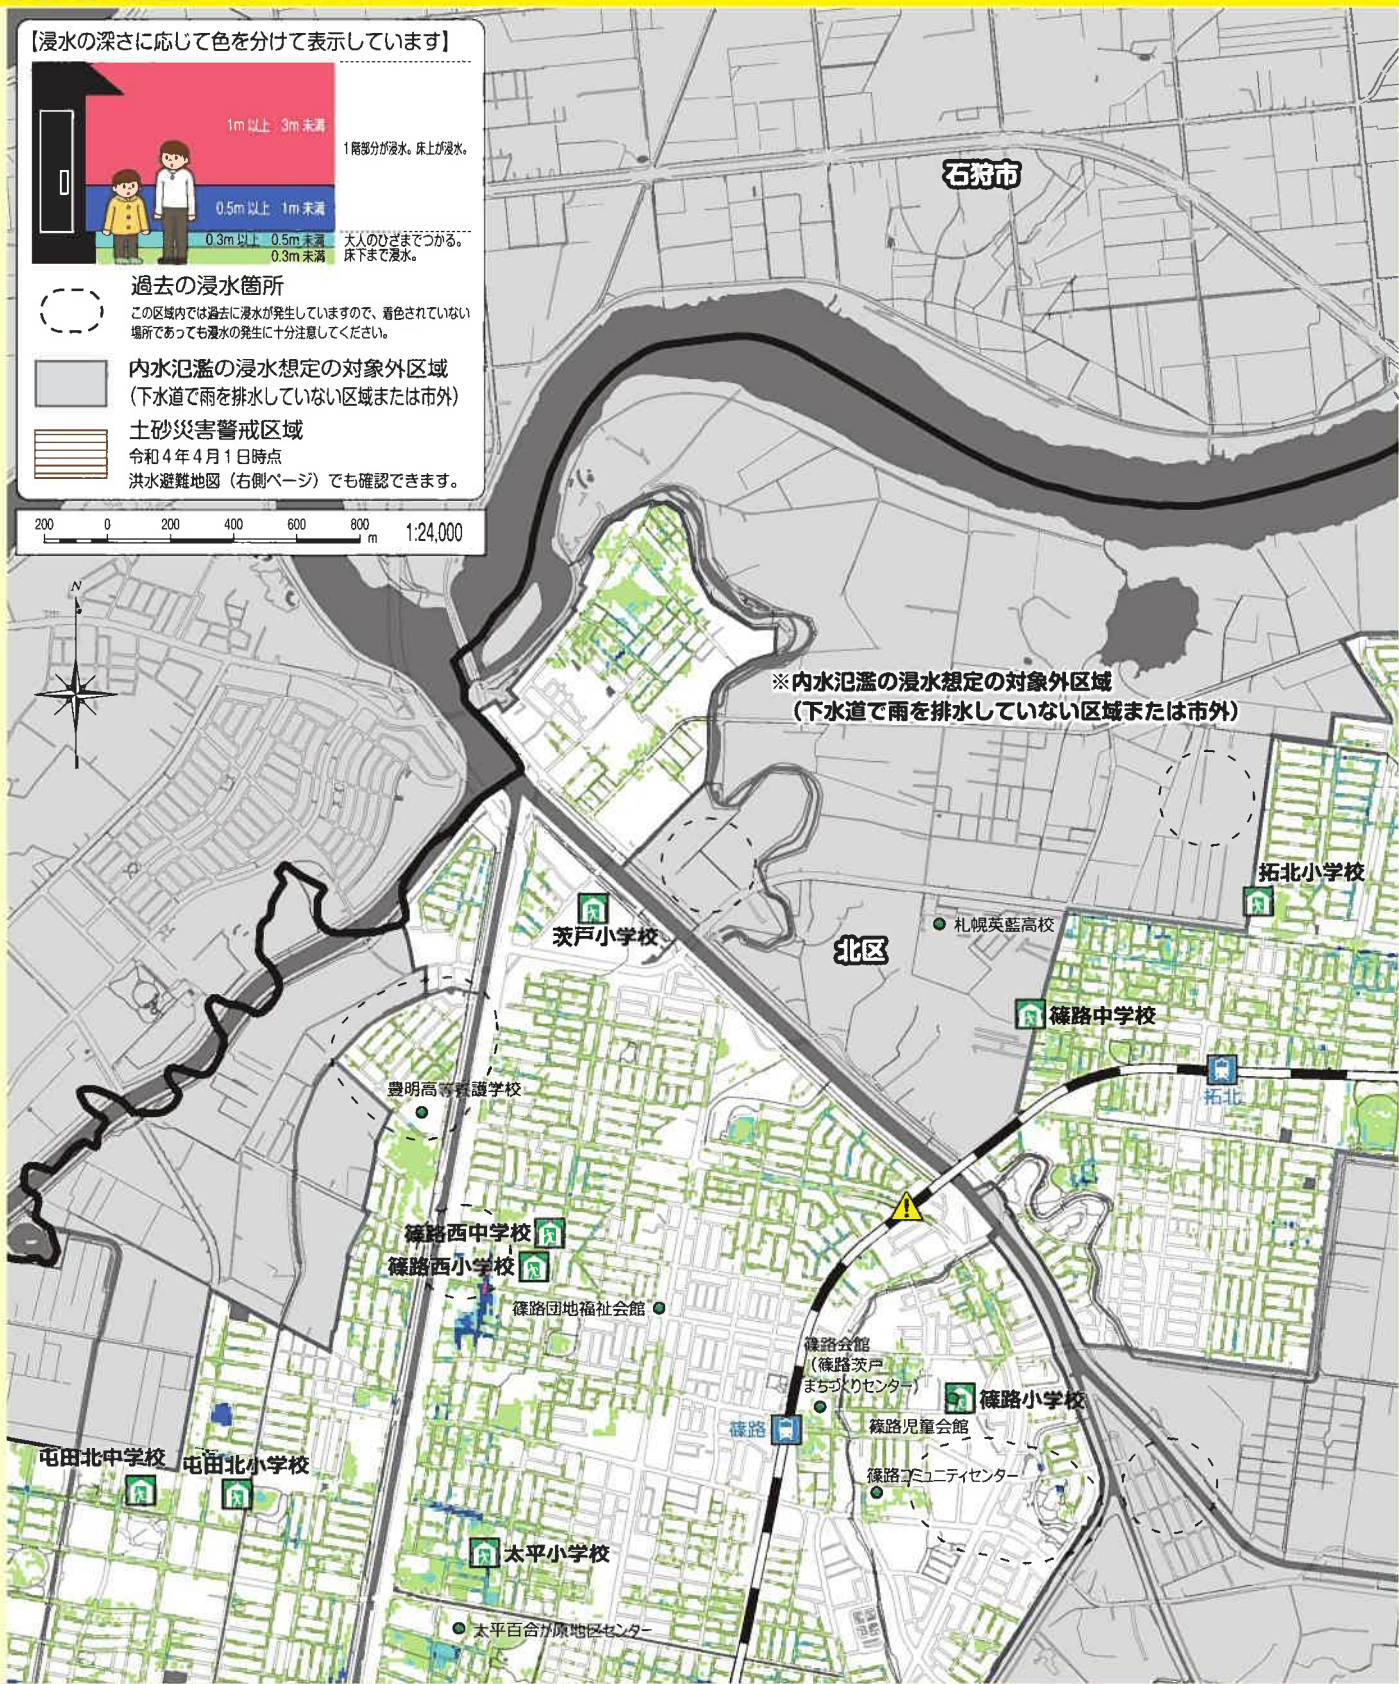 【浸水の深さに応じて色を分けて表示しています】
1m以上 3m未満
1階部分が浸水。床上が浸水。
0.5m以上 1m未満
0.3m以上 0.5m未満
0.3m未満
大人のひざまでつかる。
床下まで浸水。
過去の浸水箇所
この区域内では過去に浸水が発生していますので、着色されていない
場所であっても浸水の発生に十分注意してください。
内水氾濫の浸水想定の対象外区域
(下水道で雨を排水していない区域または市外)
土砂災害警戒区域
令和4年4月1日時点
洪水避難地図（右側ページ）でも確認できます。
200 0 200 400 600 800 m 1:24,000
N
石狩市
※内水氾濫の浸水想定の対象外区域
(下水道で雨を排水していない区域または市外)
拓北小学校
茨戸小学校
札幌英藍高校
北区
篠路中学校
拓北
豊明高等養護学校
篠路西中学校
篠路西小学校
篠路団地福祉会館
篠路会館
(篠路茨戸
まちづくりセンター)
篠路小学校
篠路
篠路児童会館
屯田北中学校
屯田北小学校
篠路コミュニティセンター
太平小学校
太平百合が原地区センター